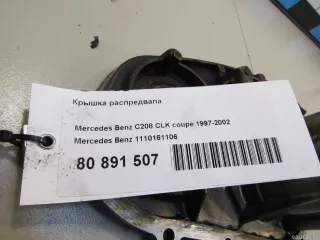 Крышка распредвала
Mercedes Benz C208 CLK coupe 1997-2002
Mercedes Benz 1110161106
80 891 507